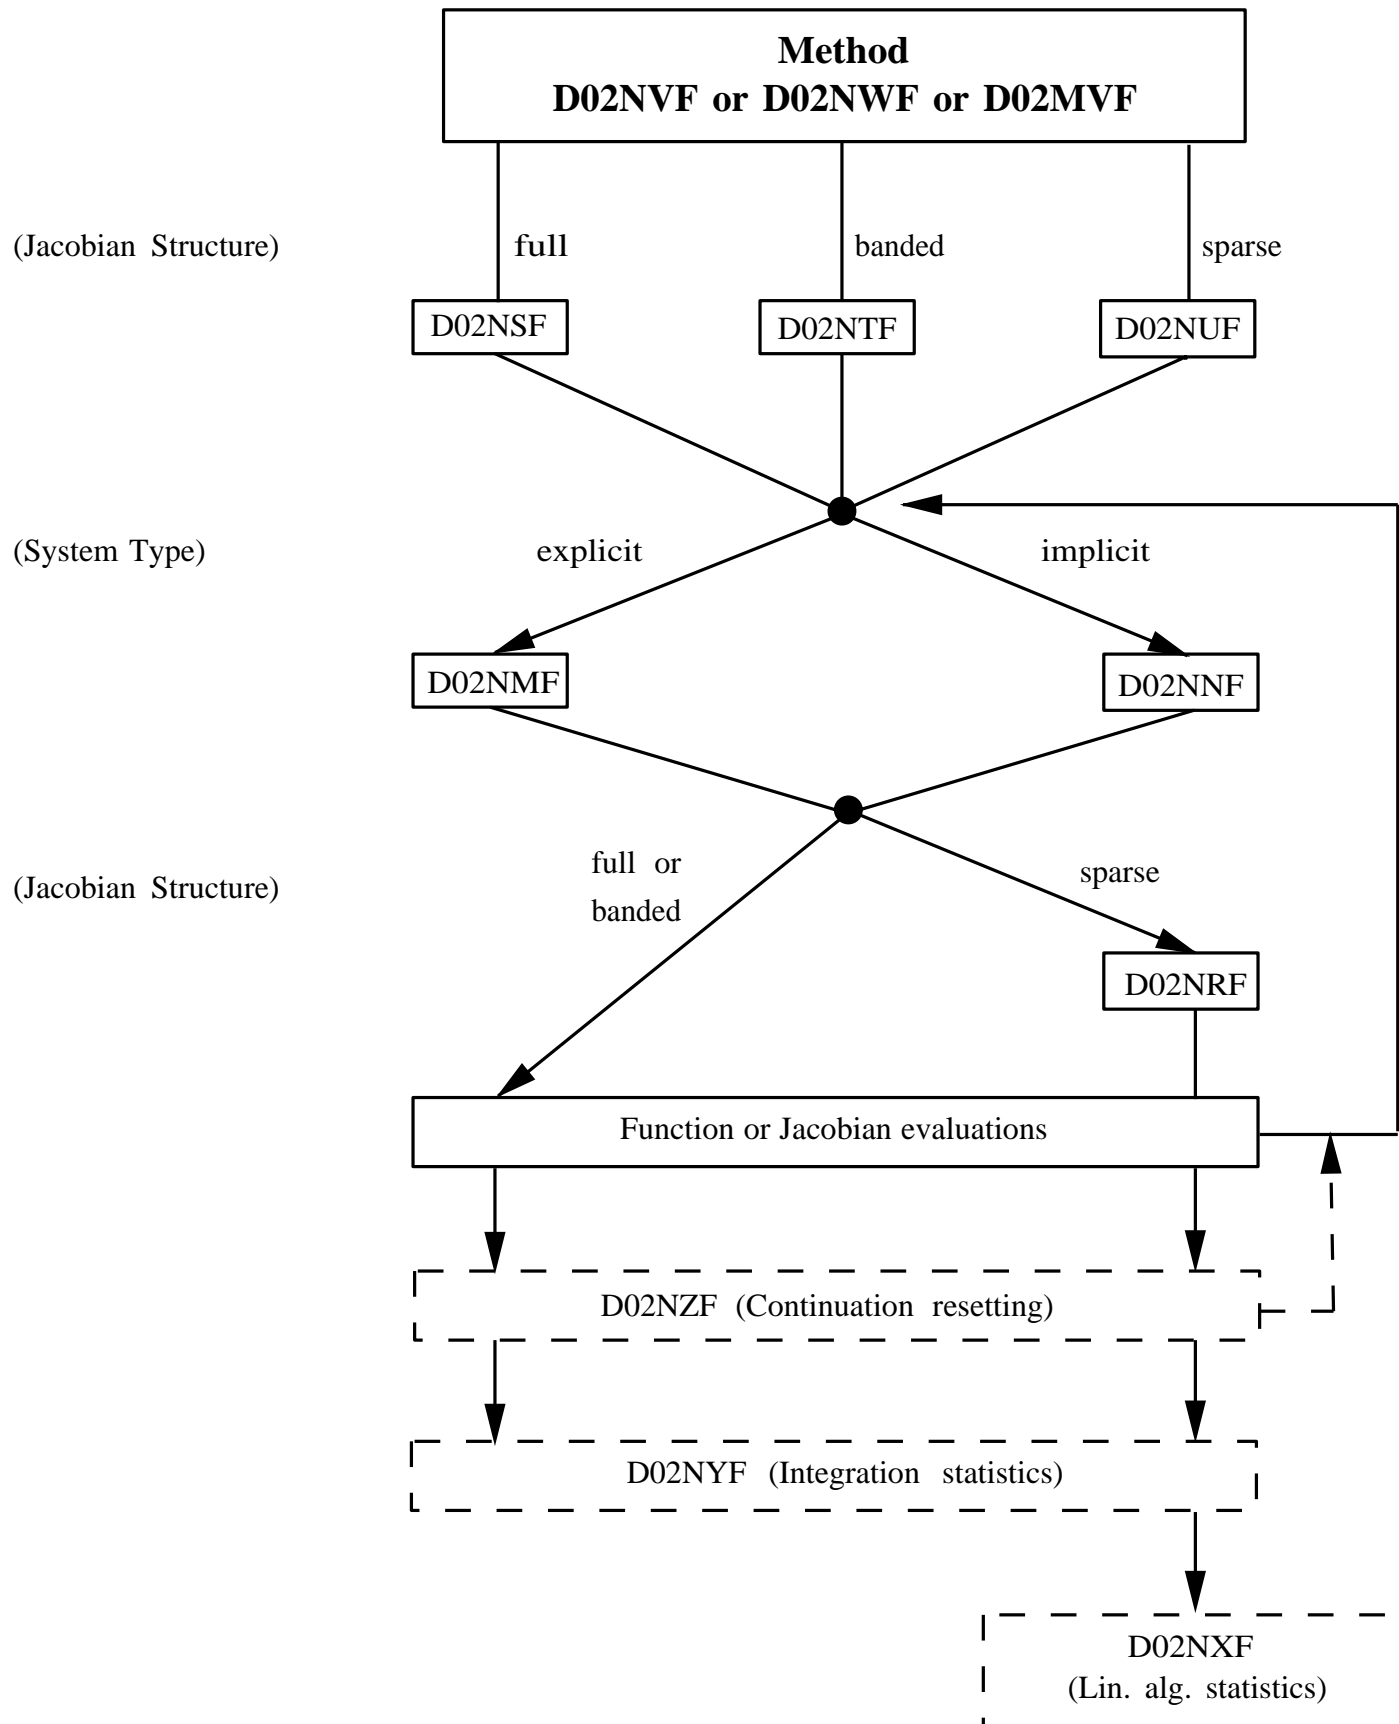 Method
D02NVF or D02NWF or D02MVF
(Jacobian Structure)
full
banded
sparse
D02NSF
D02NTF
D02NUF
(System Type)
explicit
implicit
D02NMF
D02NNF
(Jacobian Structure)
full or
banded
sparse
D02NRF
Function or Jacobian evaluations
D02NZF (Continuation resetting)
D02NYF (Integration statistics)
D02NXF
(Lin. alg. statistics)